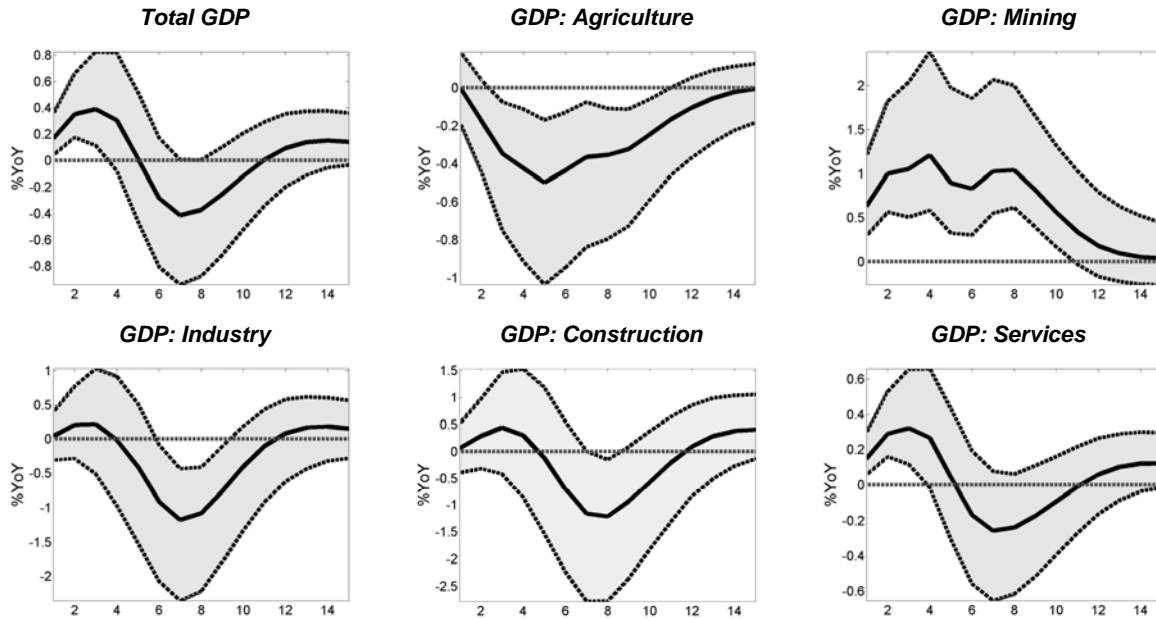 Total GDP
GDP: Agriculture
GDP: Mining
%YoY
0.8
0.6
0.4
0.2
0
-0.2
-0.4
-0.6
-0.8
2 4 6 8 10 12 14
%YoY
0
-0.2
-0.4
-0.6
-0.8
-1
2 4 6 8 10 12 14
%YoY
2
1.5
1
0.5
0
2 4 6 8 10 12 14
GDP: Industry
GDP: Construction
GDP: Services
%YoY
1
0.5
0
-0.5
-1
-1.5
-2
2 4 6 8 10 12 14
%YoY
1.5
1
0.5
0
-0.5
-1
-1.5
-2
-2.5
2 4 6 8 10 12 14
%YoY
0.6
0.4
0.2
0
-0.2
-0.4
-0.6
2 4 6 8 10 12 14